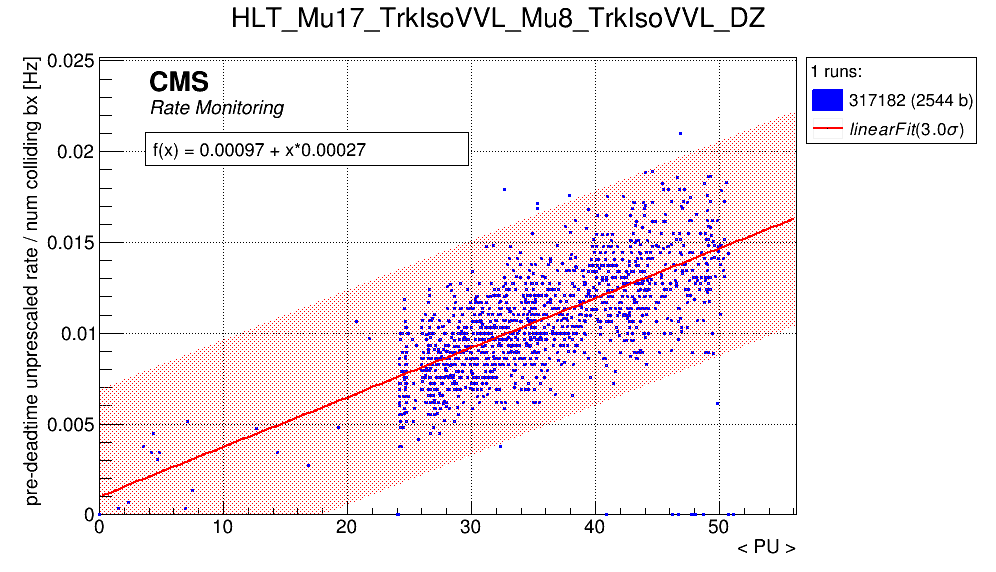 HLT_Mu17_TrkIsoVVL_Mu8_TrkIsoVVL_DZ
pre-deadtime unprescaled rate / num colliding bx [Hz]
0.025
0.02
0.015
0.01
0.005
0
CMS
Rate Monitoring
f(x) = 0.00097 + x*0.00027
0 10 20 30 40 50
< PU >
1 runs:
317182 (2544 b)
linearFit(3.0σ)